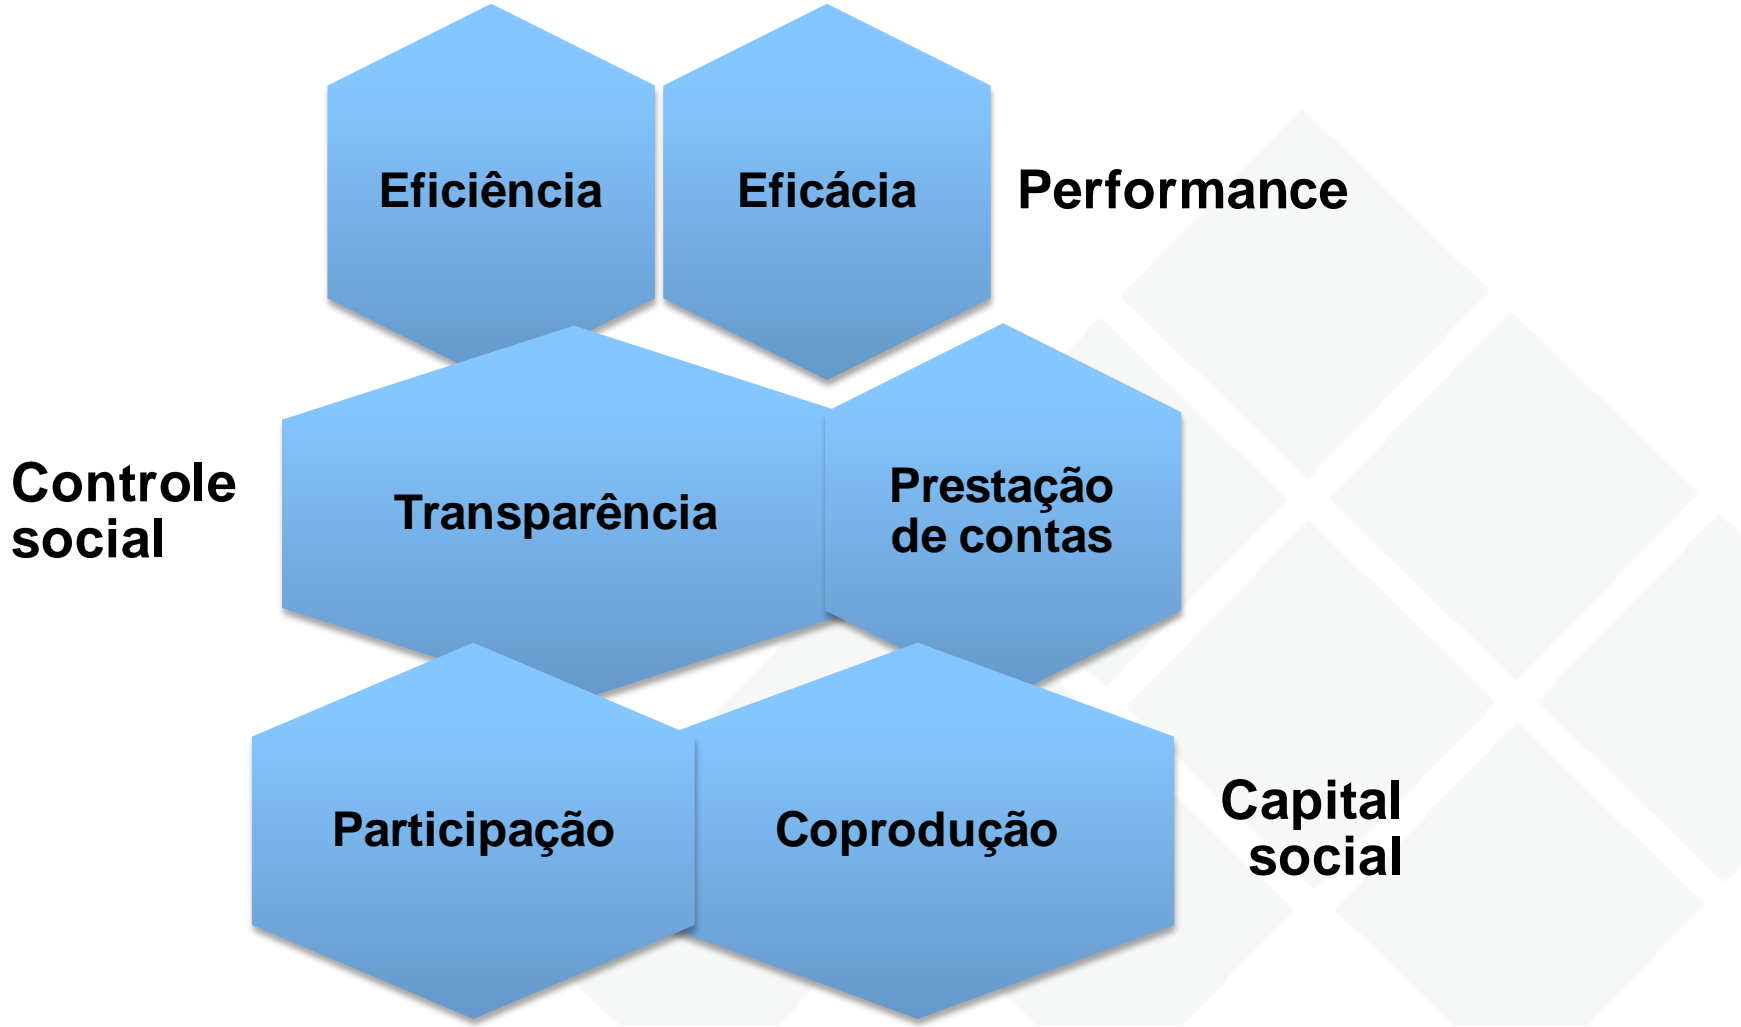 Eficiência
Eficácia
Performance
Controle
social
Transparência
Prestação
de contas
Participação
Coprodução
Capital
social